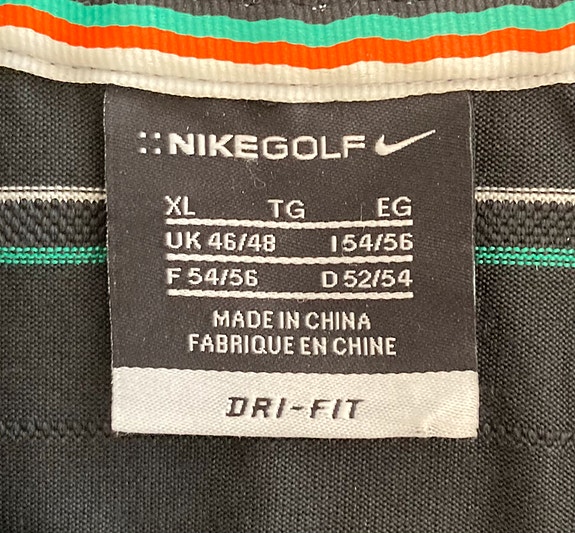 NIKEGOLF
XL TG EG
UK 46/48 I 54/56
F 54/56 D 52/54
MADE IN CHINA
FABRIQUE EN CHINE
DRI-FIT